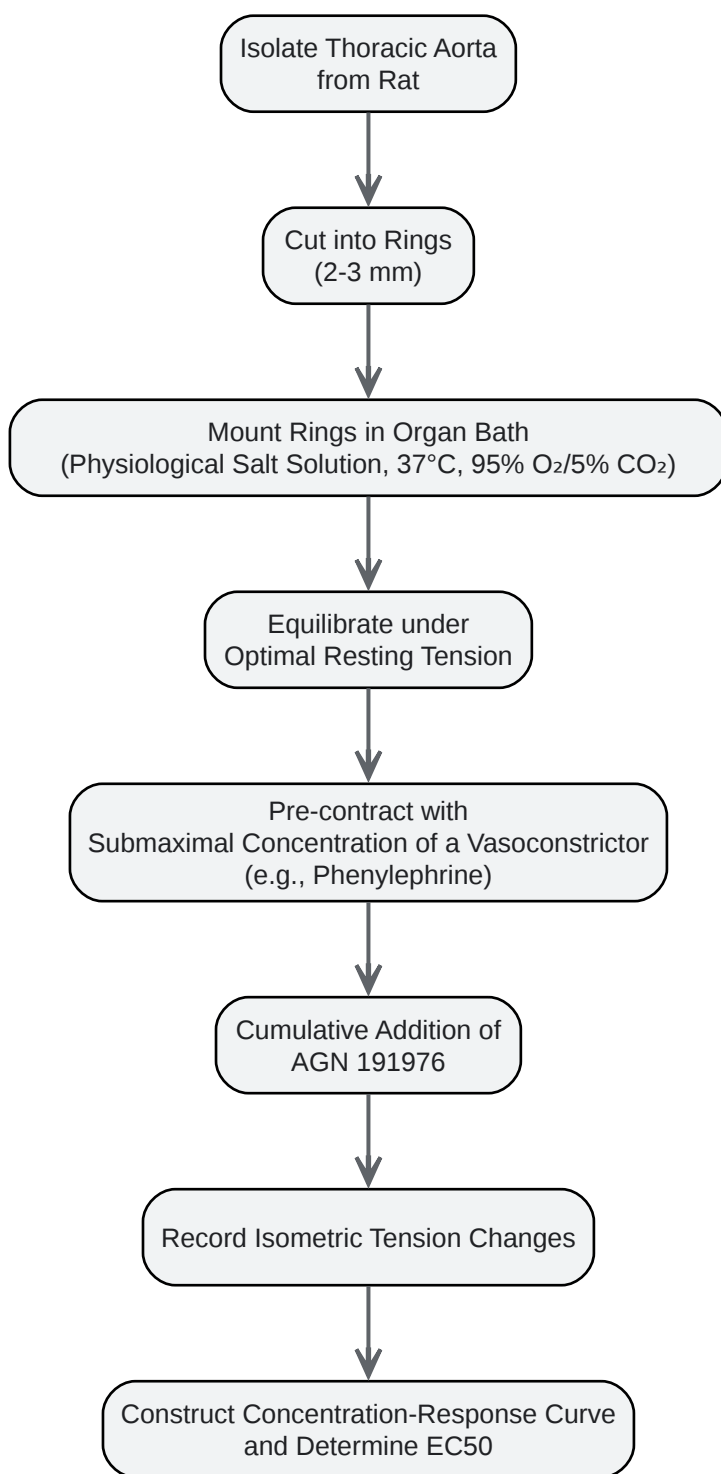 Isolate Thoracic Aorta
from Rat
Cut into Rings
(2-3 mm)
Mount Rings in Organ Bath
(Physiological Salt Solution, 37°C, 95% O₂/5% CO₂)
Equilibrate under
Optimal Resting Tension
Pre-contract with
Submaximal Concentration of a Vasoconstrictor
(e.g., Phenylephrine)
Cumulative Addition of
AGN 191976
Record Isometric Tension Changes
Construct Concentration-Response Curve
and Determine EC50